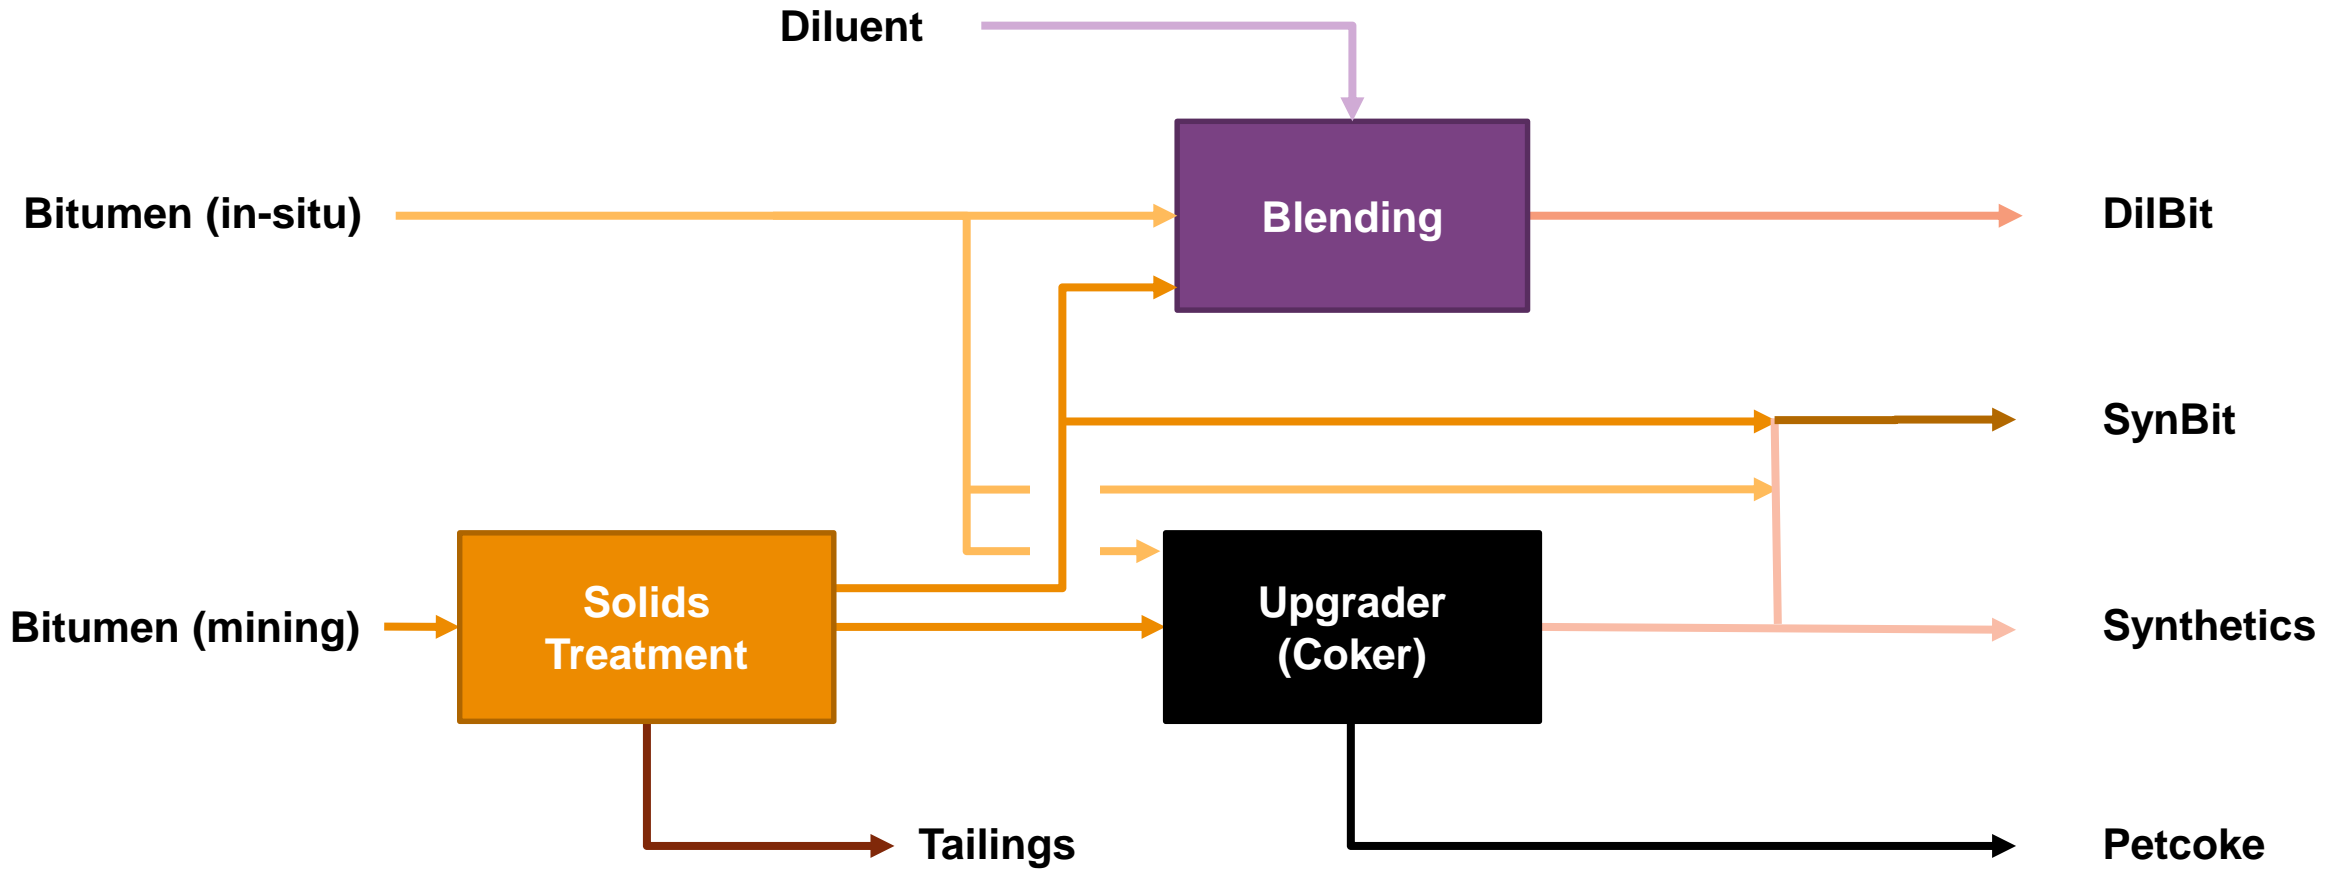 Diluent
Bitumen (in-situ)
Blending
DilBit
SynBit
Bitumen (mining)
Solids
Treatment
Upgrader
(Coker)
Synthetics
Tailings
Petcoke